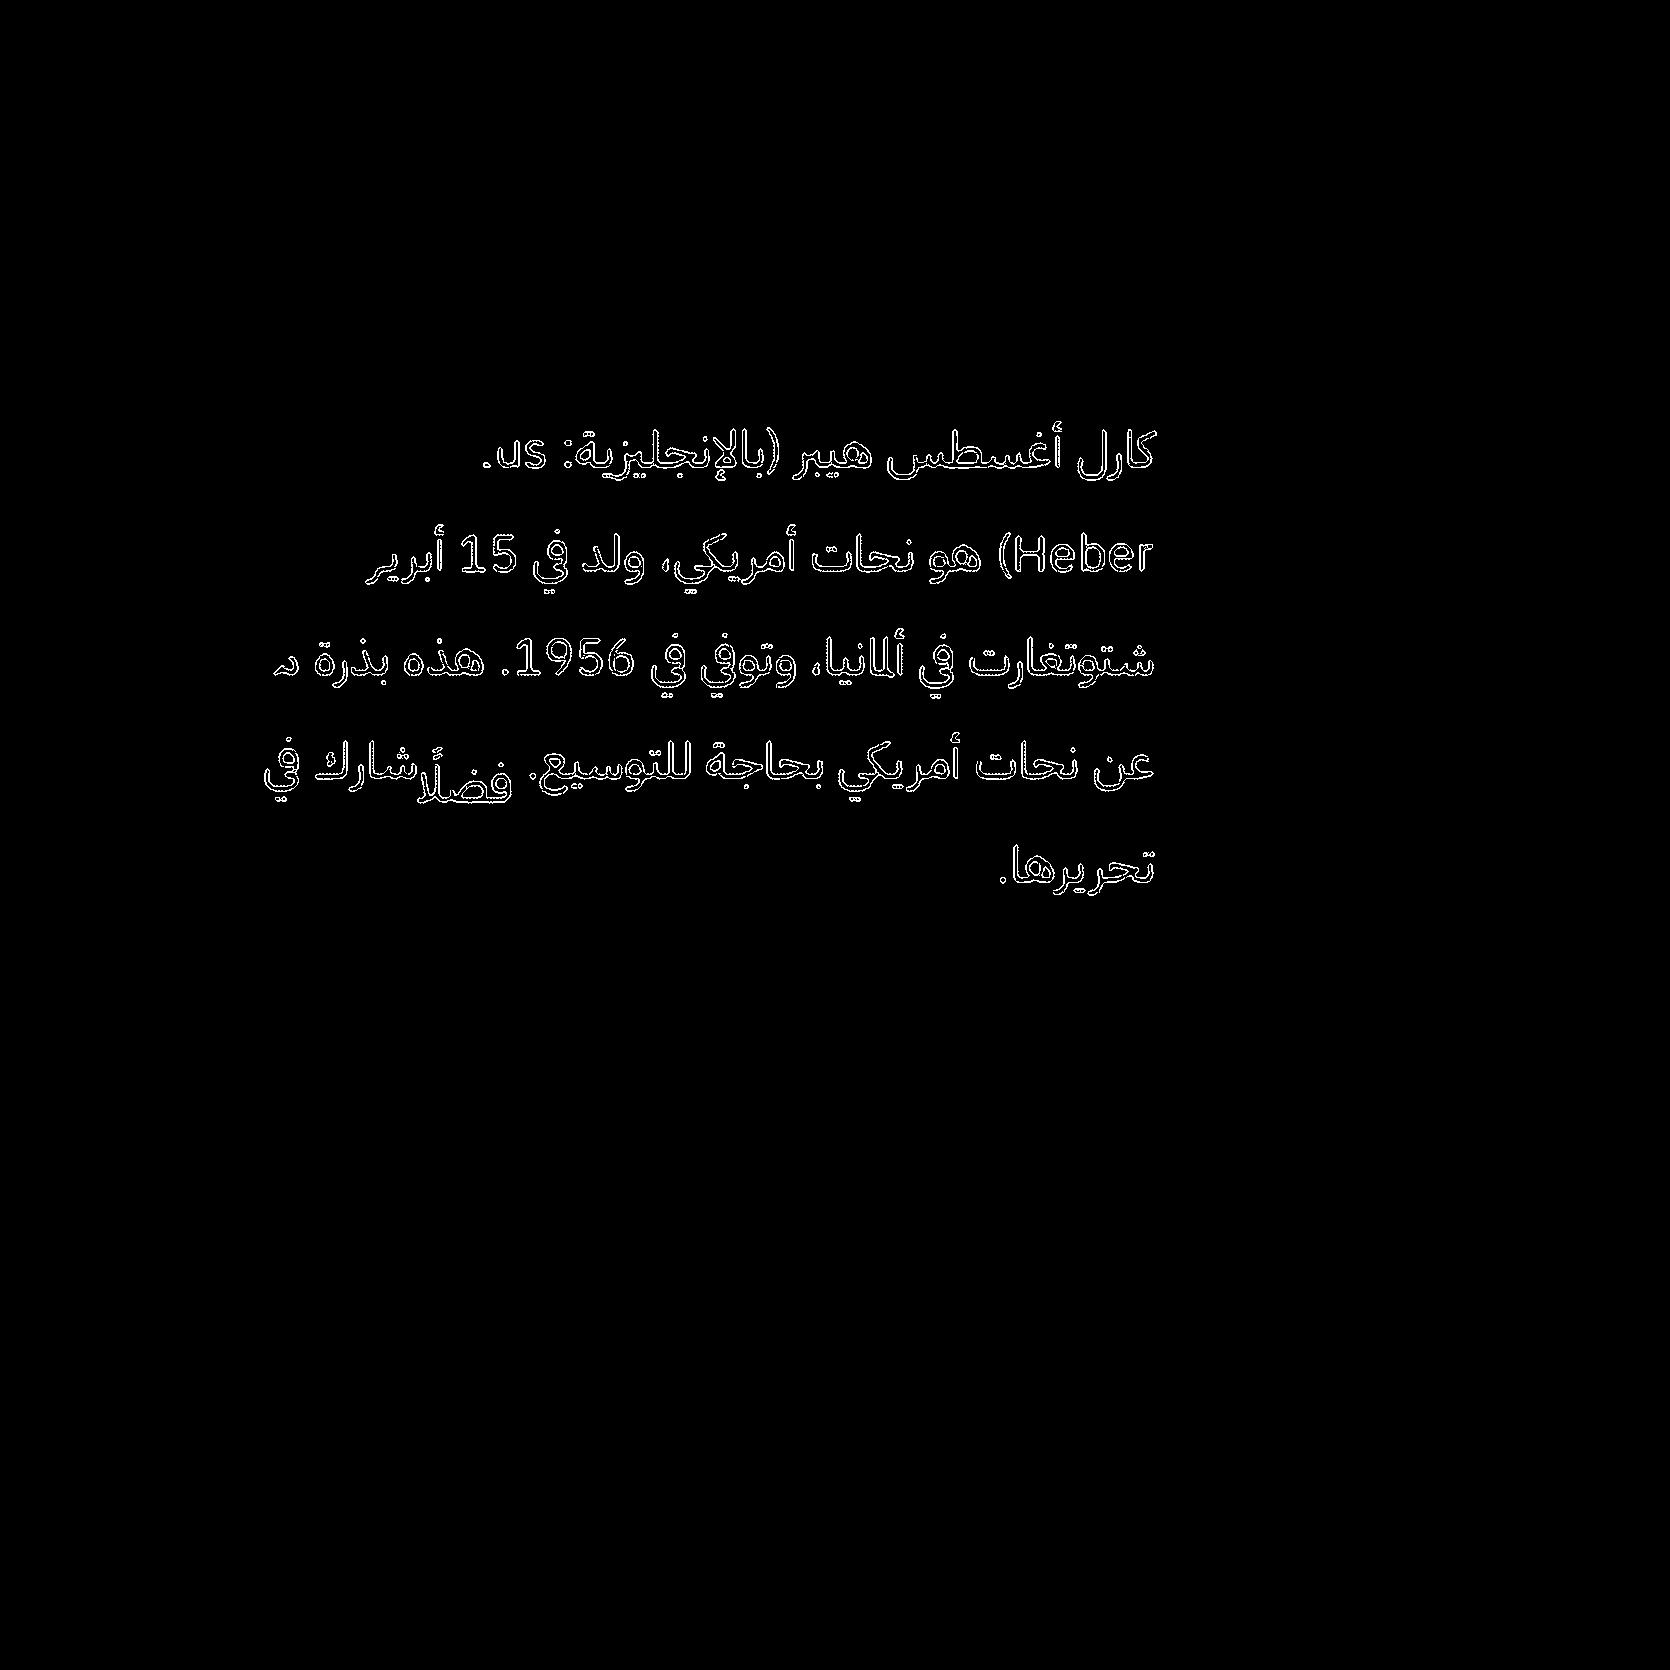 كارل أغسطس هيبر (بالإنجليزية: us.
Heber) هو نحات أمريكي، ولد في 15 أبرير
شتوتغارت في ألمانيا، وتوفي في 1956. هذه بذرة
عن نحات أمريكي بحاجة للتوسيع. فضلًا شارك في
تحريرها.